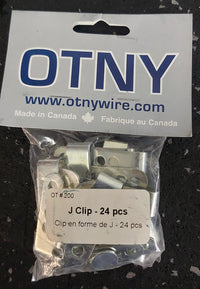 OTNY
www.otnywire.com
Made in Canada Fabriqué au Canada
OT # 200
J Clip - 24 pcs
Clip en forme de J - 24 pcs